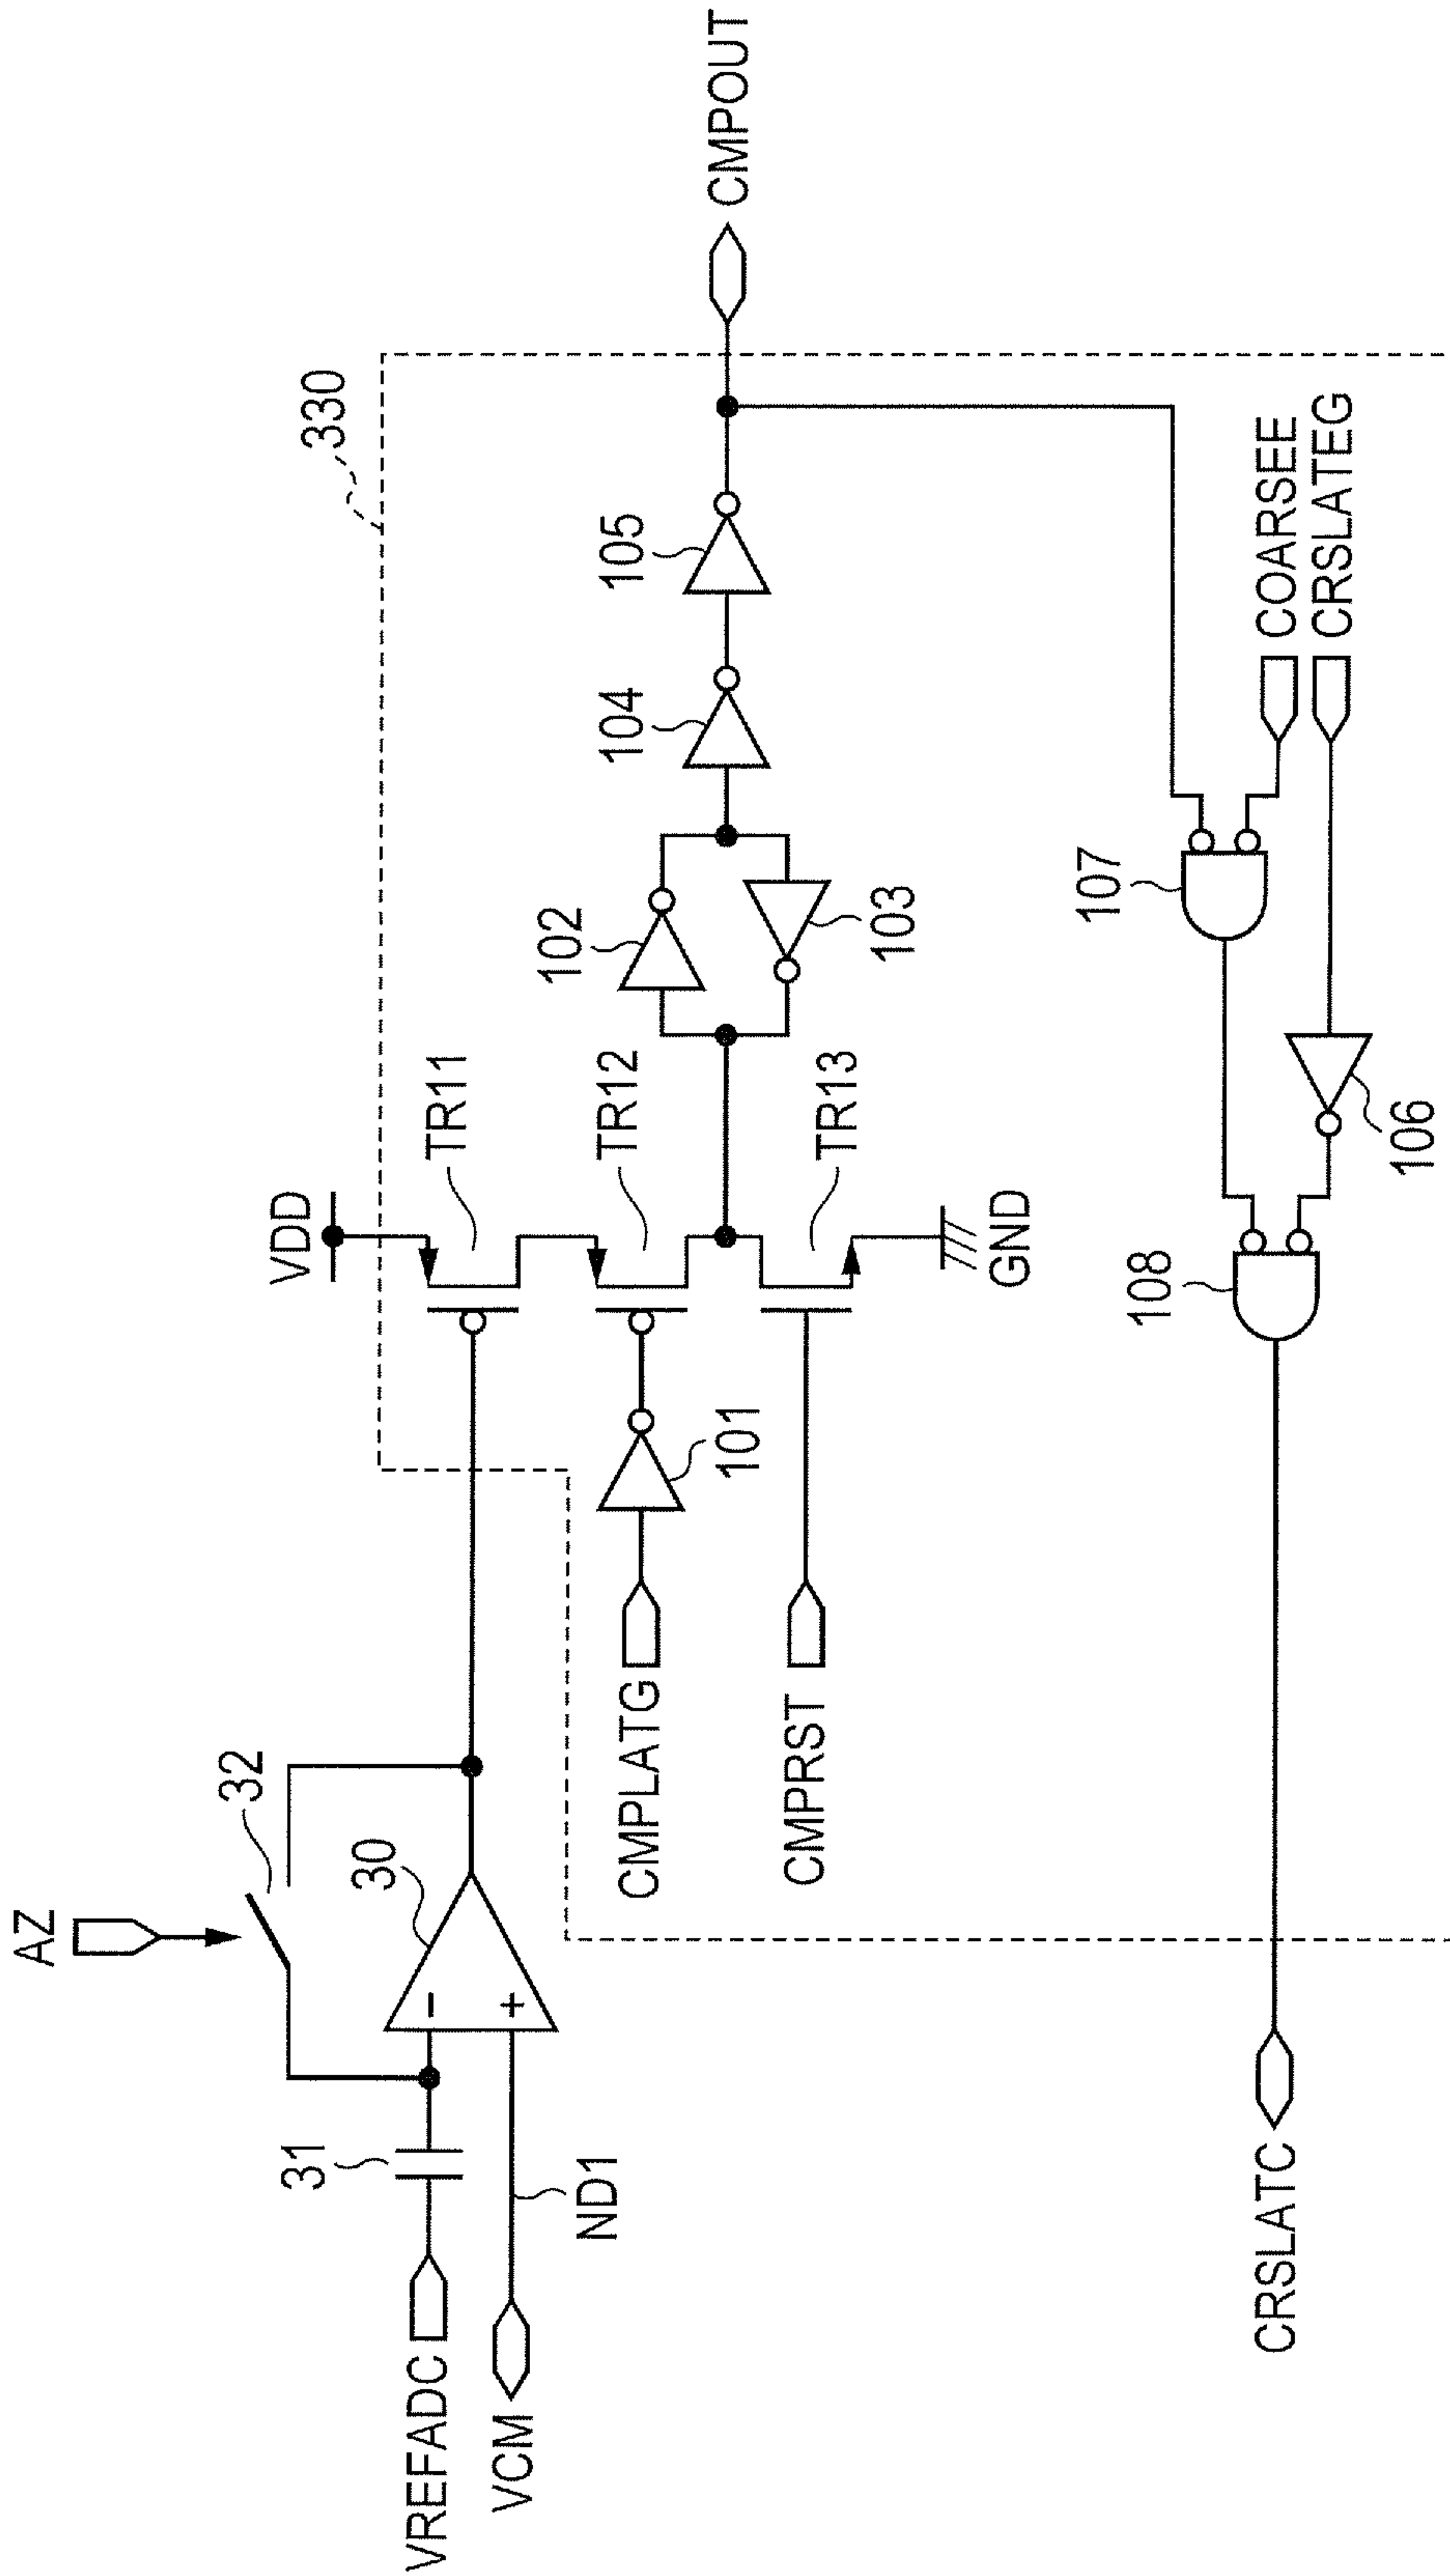 AZ
32
31
30
VREFADC
VCM
ND1
VDD
330
TR11
TR12
TR13
CMPLATG
101
CMPRST
GND
102
103
104
105
CMPOUT
CRSLATC
108
107
106
COARSEE
CRSLATEG